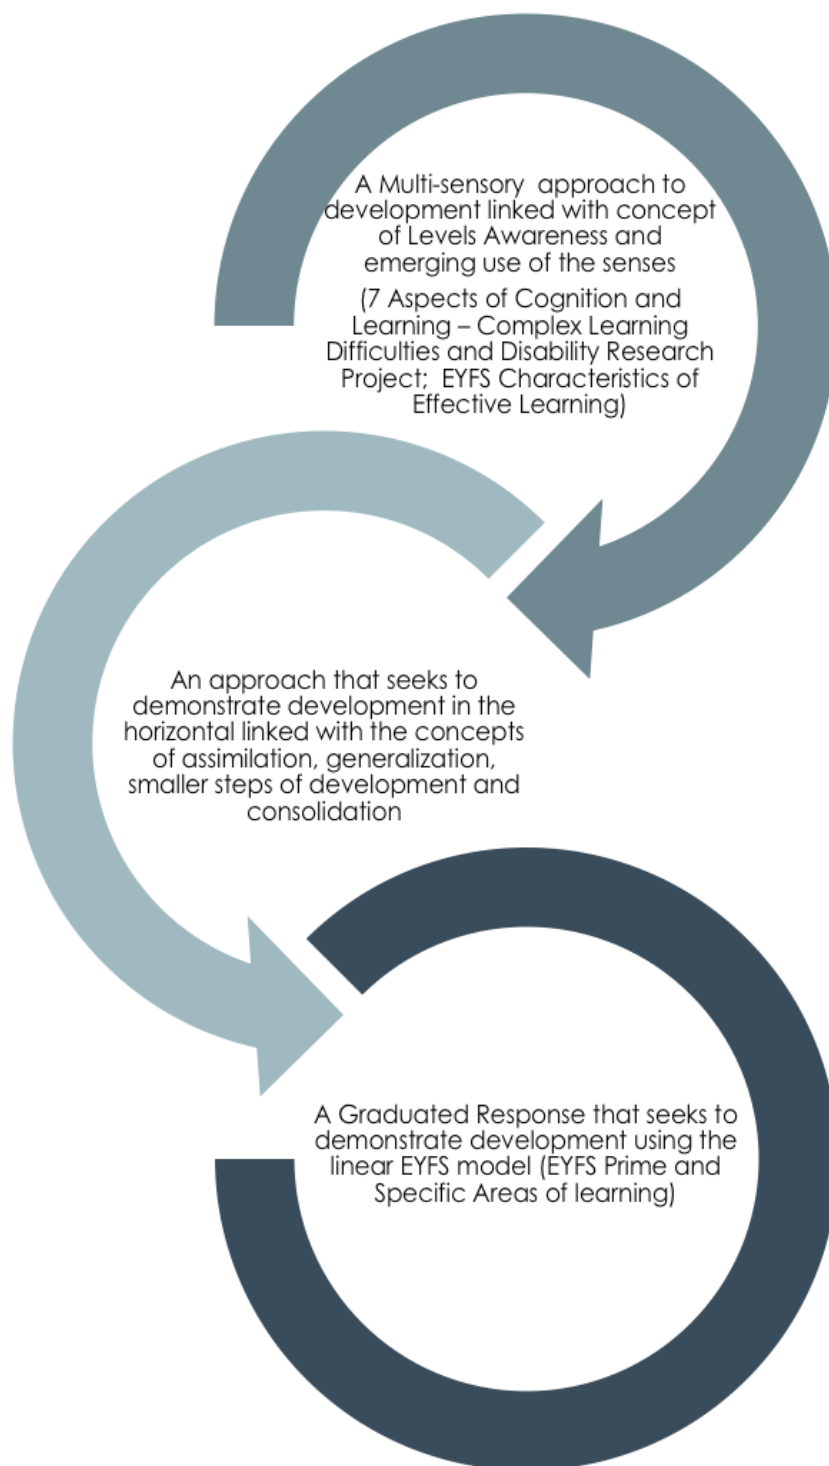 A Multi-sensory  approach to
development linked with concept
of Levels Awareness and
emerging use of the senses
(7 Aspects of Cognition and
Learning – Complex Learning
Difficulties and Disability Research
Project;  EYFS Characteristics of
Effective Learning)
An approach that seeks to
demonstrate development in the
horizontal linked with the concepts
of assimilation, generalization,
smaller steps of development and
consolidation
A Graduated Response that seeks to
demonstrate development using the
linear EYFS model (EYFS Prime and
Specific Areas of learning)